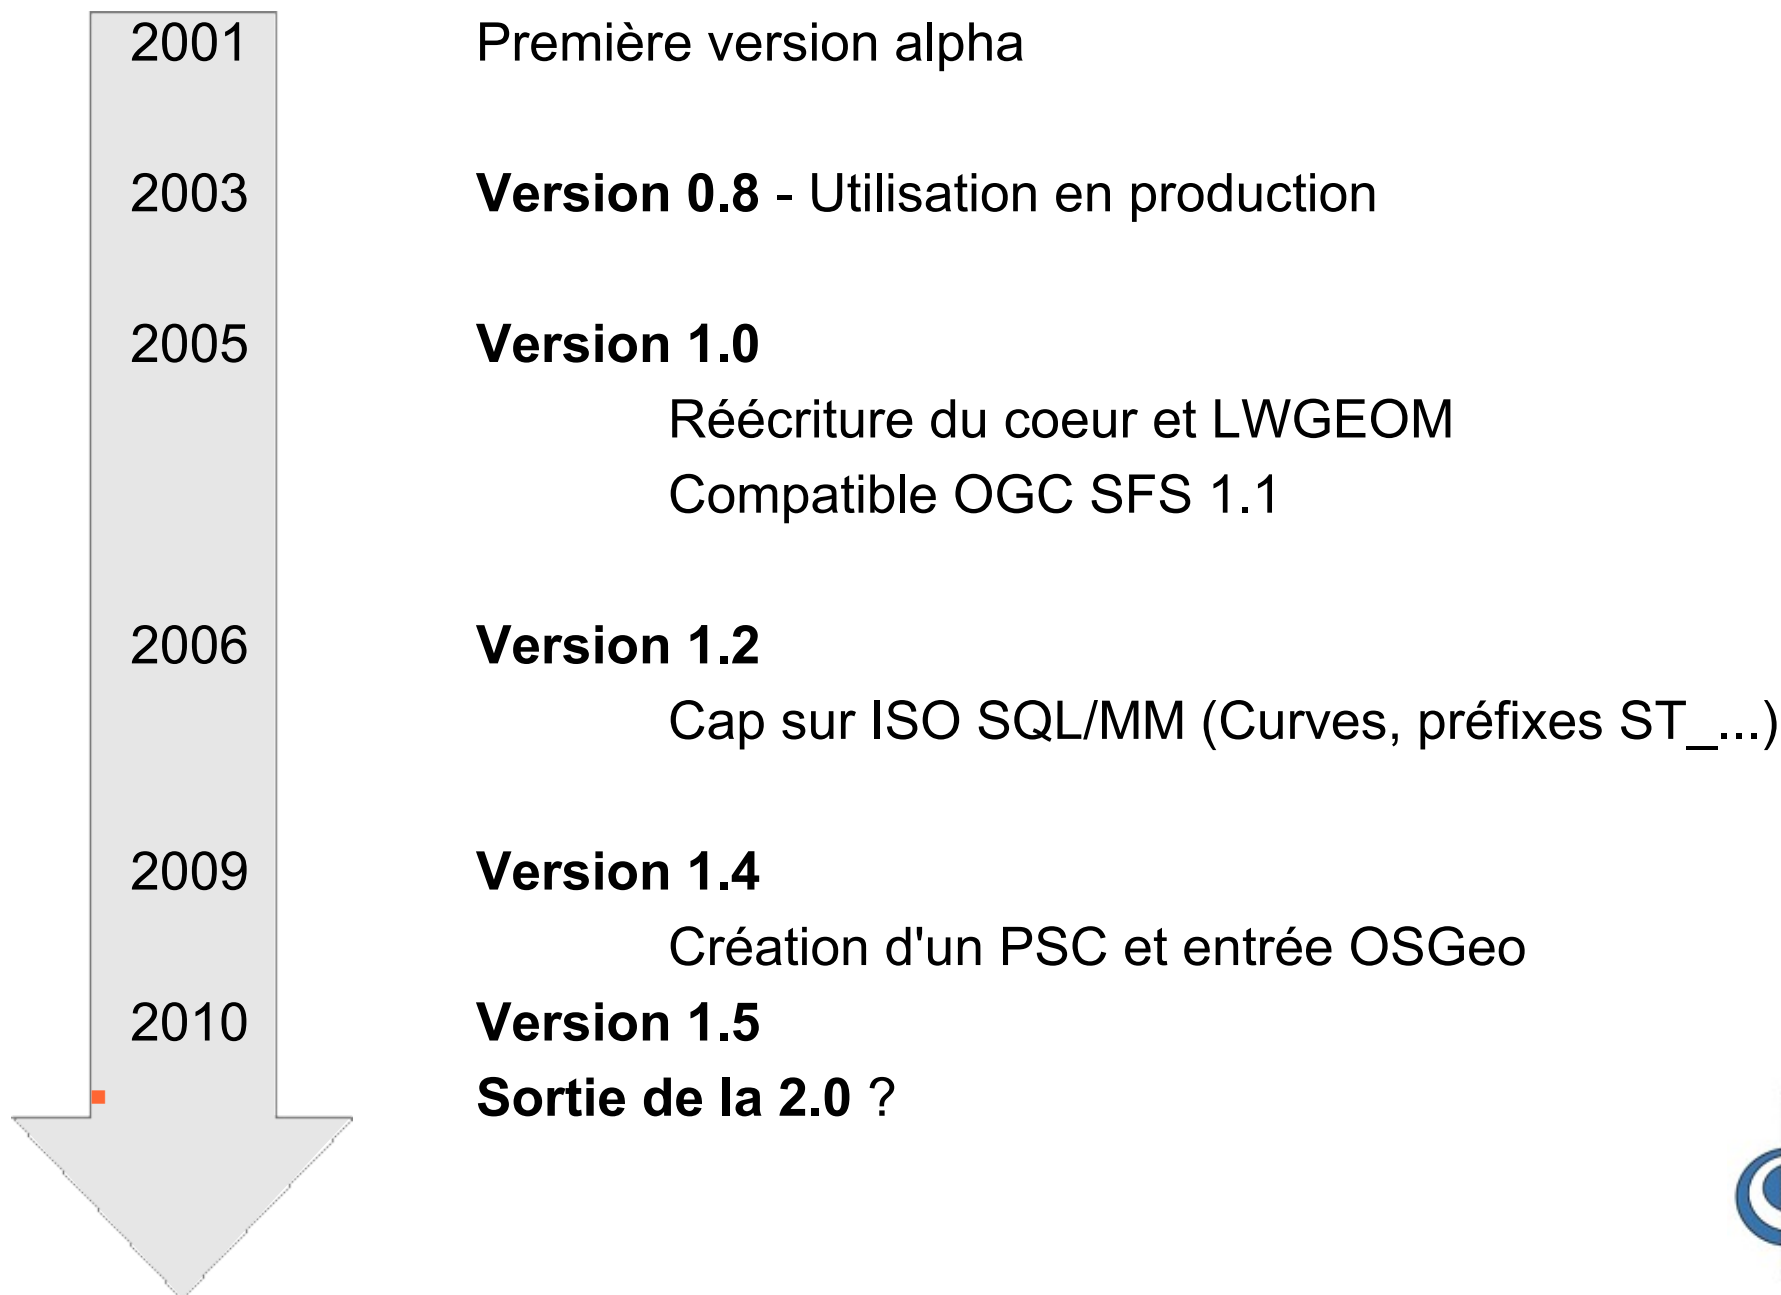 2001 Première version alpha
2003 Version 0.8 - Utilisation en production
2005 Version 1.0
Réécriture du coeur et LWGEOM
Compatible OGC SFS 1.1
2006 Version 1.2
Cap sur ISO SQL/MM (Curves, préfixes ST_...)
2009 Version 1.4
Création d'un PSC et entrée OSGeo
2010 Version 1.5
Sortie de la 2.0 ?